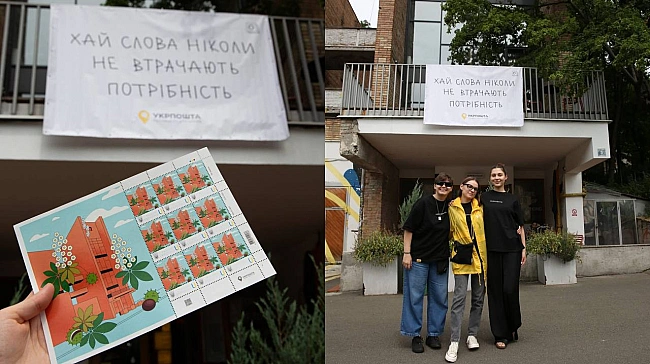 ХАЙ СЛОВА НІКОЛИ
НЕ ВТРАЧАЮТЬ
ПОТРІБНІСТЬ
УКРПОШТА
ХАЙ СЛОВА НІКОЛИ
НЕ ВТРАЧАЮТЬ
ПОТРІБНІСТЬ
УКРПОШТА